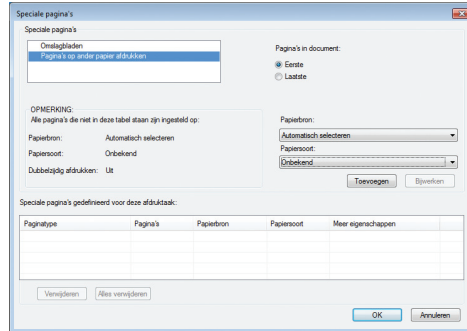 Speciale pagina's
Speciale pagina's
Omslagbladen
Pagina's op ander papier afdrukken
Pagina's in document:
Eerste
Laatste
OPMERKING:
Alle pagina's die niet in deze tabel staan zijn ingesteld op:
Papierbron: Automatisch selecteren
Papiersoort: Onbekend
Dubbelzijdig afdrukken: Uit
Papierbron:
Automatisch selecteren
Papiersoort:
Onbekend
Toevoegen Bijwerken
Speciale pagina's gedefinieerd voor deze afdruktaak:
Paginatype Pagina's Papierbron Papiersoort Meer eigenschappen
Verwijderen Alles verwijderen
OK Annuleren